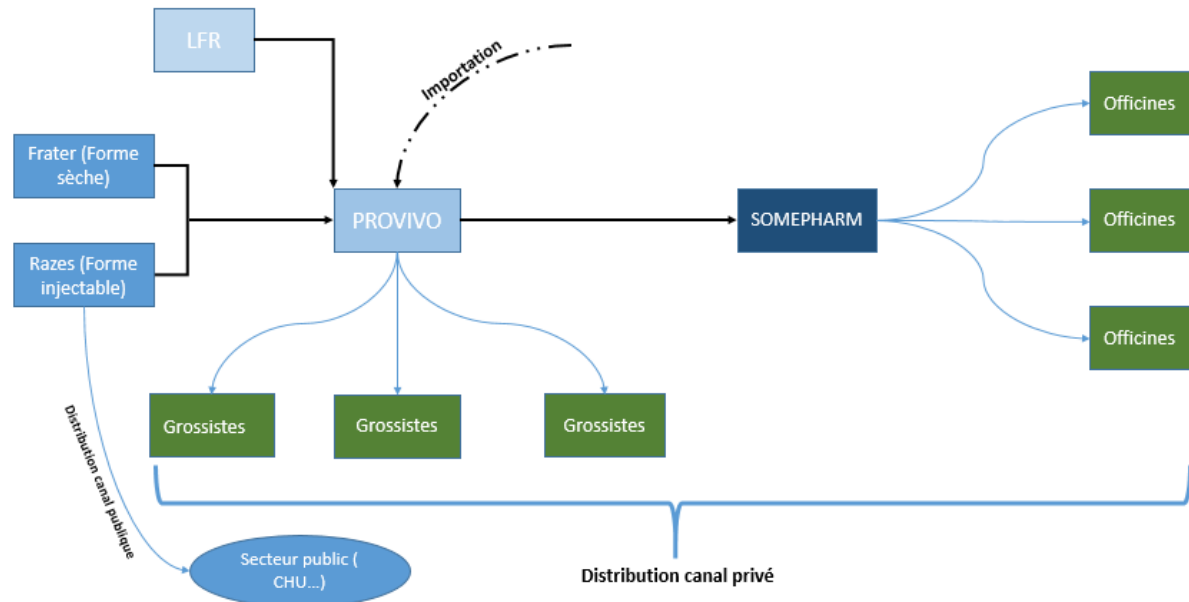 LFR
Importation
Officines
Frater (Forme
sèche)
PROVIVO
SOMEPHARM
Officines
Razes (Forme
injectable)
Officines
Grossistes
Grossistes
Grossistes
Distribution canal publique
Secteur public (
CHU...)
Distribution canal privé